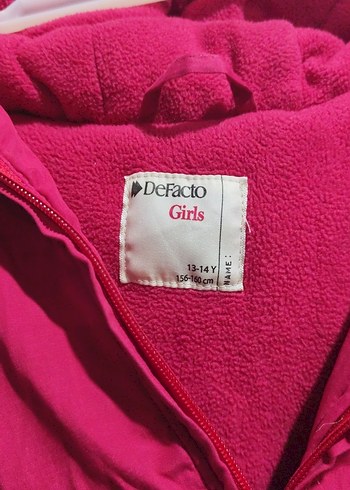 DeFacto
Girls
13-14 Y
156-160 cm
NAME: